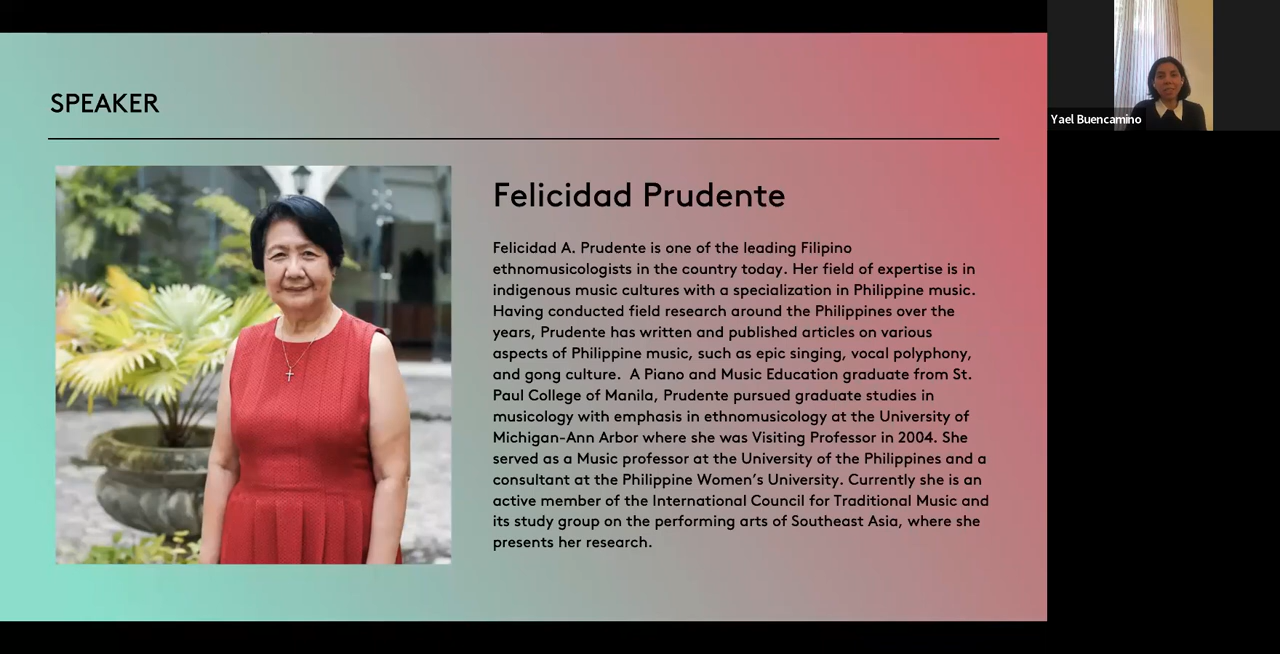 SPEAKER
Felicidad Prudente
Felicidad A. Prudente is one of the leading Filipino
ethnomusicologists in the country today. Her field of expertise is in
indigenous music cultures with a specialization in Philippine music.
Having conducted field research around the Philippines over the
years, Prudente has written and published articles on various
aspects of Philippine music, such as epic singing, vocal polyphony,
and gong culture.  A Piano and Music Education graduate from St.
Paul College of Manila, Prudente pursued graduate studies in
musicology with emphasis in ethnomusicology at the University of
Michigan-Ann Arbor where she was Visiting Professor in 2004. She
served as a Music professor at the University of the Philippines and a
consultant at the Philippine Women’s University. Currently she is an
active member of the International Council for Traditional Music and
its study group on the performing arts of Southeast Asia, where she
presents her research.
Yael Buencamino